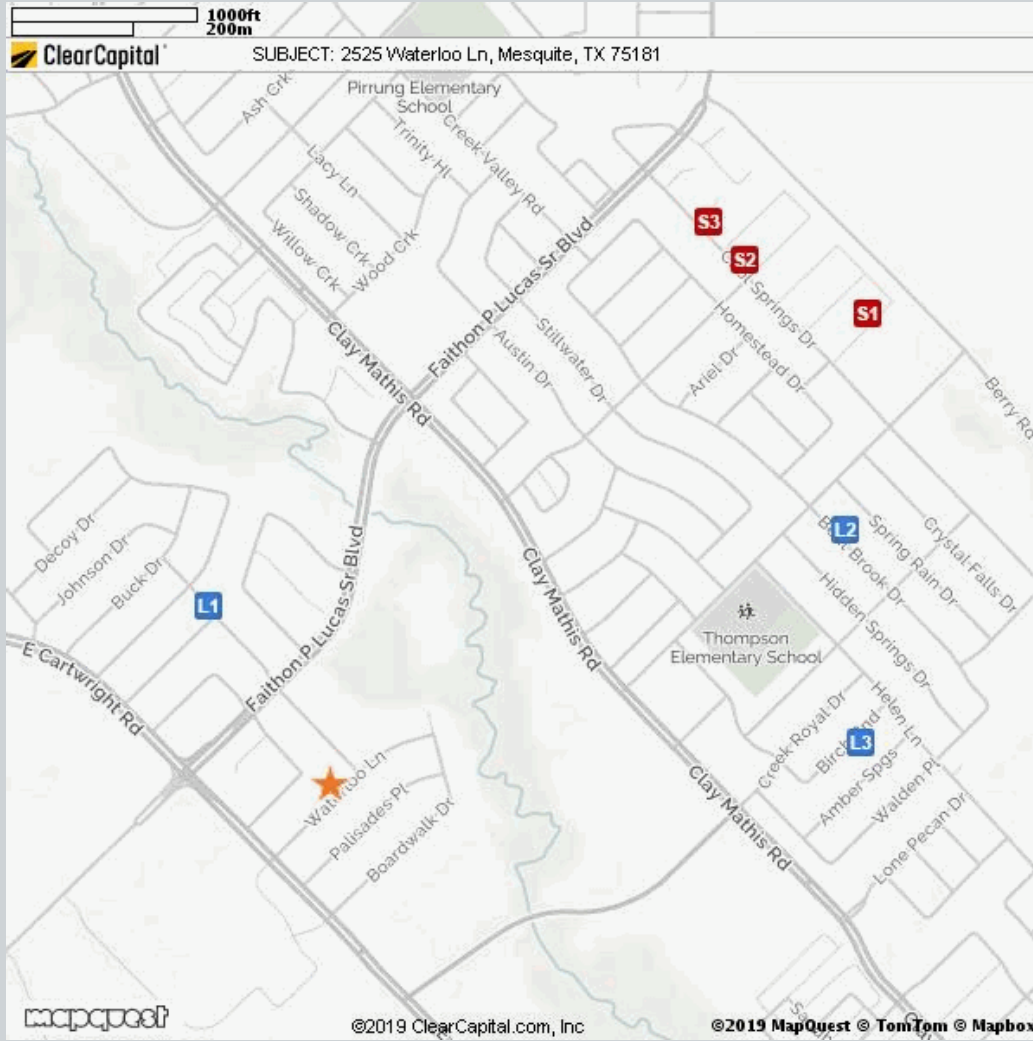 1000ft
200m
ClearCapital
SUBJECT: 2525 Waterloo Ln, Mesquite, TX 75181
Pirrung Elementary
School
Ash Crk
Trinity Hl
Creek Valley Rd
Lacy Ln
Shadow Crk
Wood Crk
Willow Crk
S3
S2
S1
Springs Dr
Faithon P Lucas Sr Blvd
Clay Mathis Rd
Austin Dr
Stillwater Dr
Homestead Dr
Ariel Dr
Berry Rd
Decoy Dr
Johnson Dr
Buck Dr
L1
Faithon P Lucas Sr Blvd
E Cartwright Rd
Clay Mathis Rd
L2
Brook Dr
Spring Rain Dr
Crystal Falls Dr
Hidden Springs Dr
Thompson
Elementary School
Creek Royal Dr
Helen Ln
L3
Amber Spgs
Walden Pl
Lone Pecan Dr
Waterloo Ln
Palisades Pl
Boardwalk Dr
Clay Mathis Rd
mapquest
©2019 ClearCapital.com, Inc
©2019 MapQuest © TomTom © Mapbox